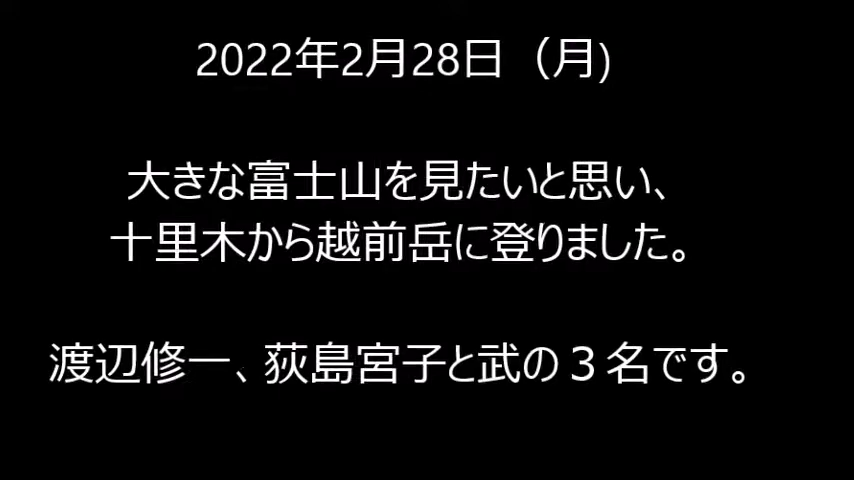 2022年2月28日（月)
大きな富士山を見たいと思い、
十里木から越前岳に登りました。
渡辺修一、荻島宮子と武の３名です。